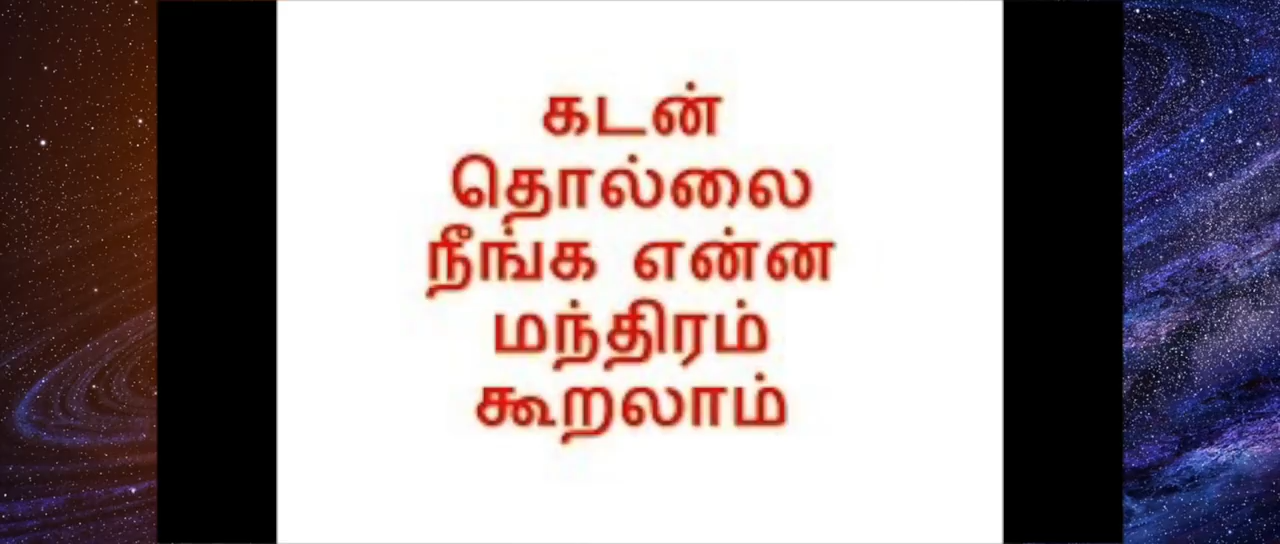 கடன்
தொல்லை
நீங்க என்ன
மந்திரம்
கூறலாம்